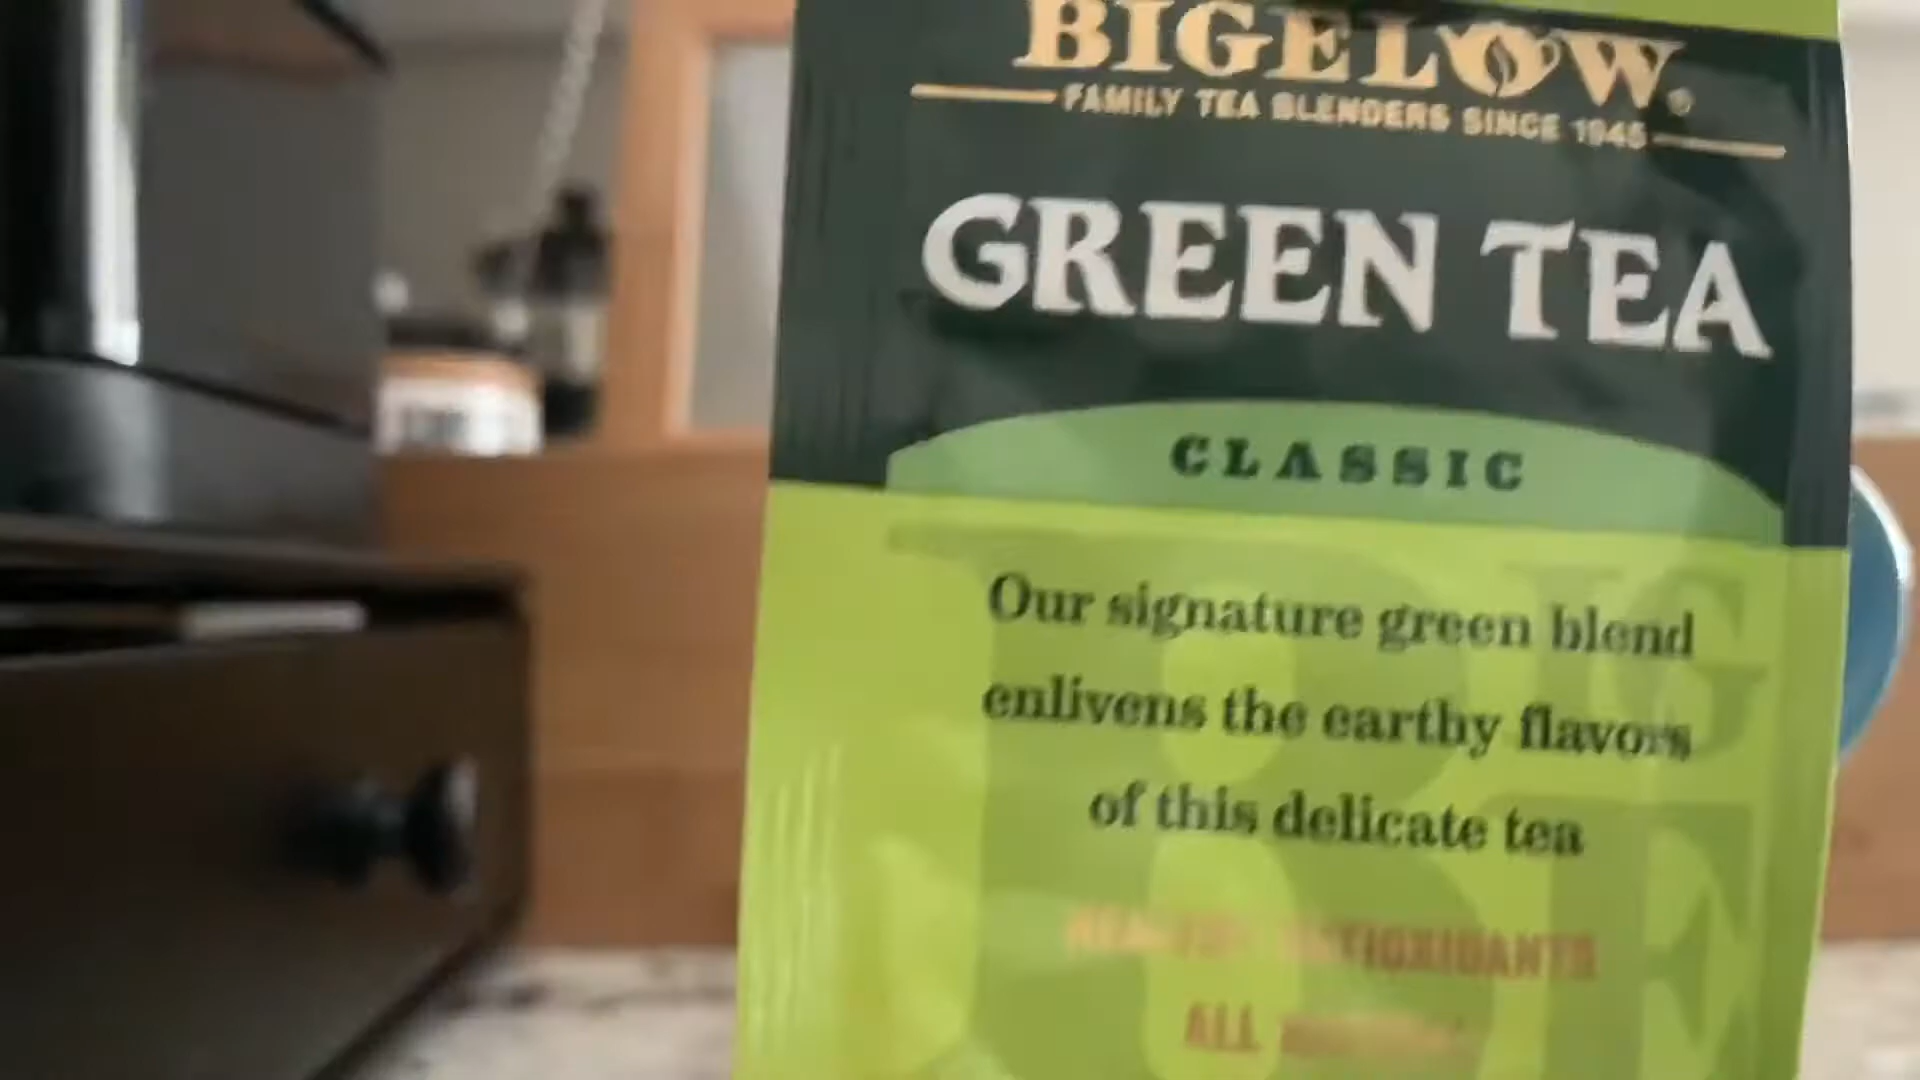 BIGELOW®
FAMILY TEA BLENDERS SINCE 1945
GREEN TEA
CLASSIC
Our signature green blend
enlivens the earthy flavors
of this delicate tea
ANTIOXIDANTS
ALL